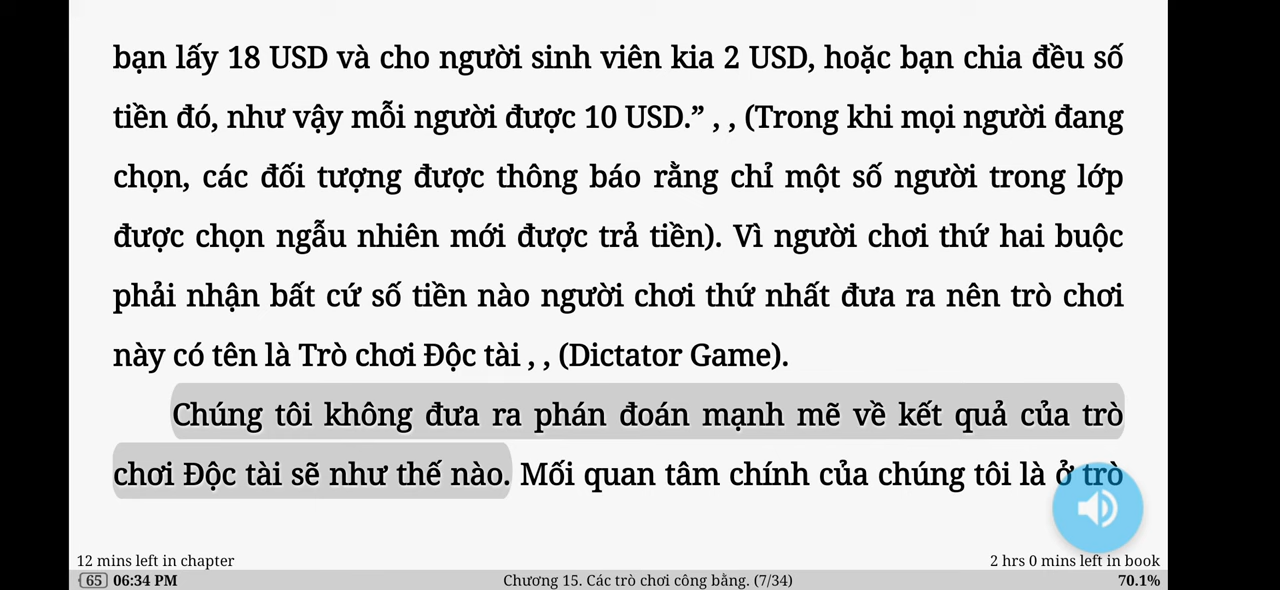 bạn lấy 18 USD và cho người sinh viên kia 2 USD, hoặc bạn chia đều số
tiền đó, như vậy mỗi người được 10 USD.” , , (Trong khi mọi người đang
chọn, các đối tượng được thông báo rằng chỉ một số người trong lớp
được chọn ngẫu nhiên mới được trả tiền). Vì người chơi thứ hai buộc
phải nhận bất cứ số tiền nào người chơi thứ nhất đưa ra nên trò chơi
này có tên là Trò chơi Độc tài , , (Dictator Game).
Chúng tôi không đưa ra phán đoán mạnh mẽ về kết quả của trò
chơi Độc tài sẽ như thế nào. Mối quan tâm chính của chúng tôi là ở trò
12 mins left in chapter
2 hrs 0 mins left in book
65 06:34 PM
Chương 15. Các trò chơi công bằng. (7/34)
70.1%